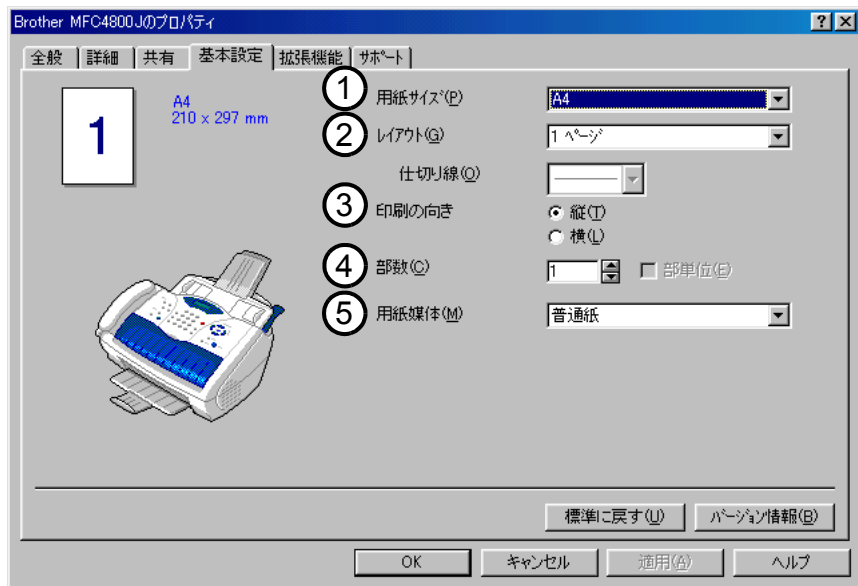 Brother MFC4800Jのプロパティ
全般 詳細 共有 基本設定 拡張機能 サポート
1
A4
210 x 297 mm
① 用紙サイズ(P) A4
② レイアウト(G) 1 ページ
仕切り線(O)
③ 印刷の向き 縦(T)
横(L)
④ 部数(C) 1 部単位(E)
⑤ 用紙媒体(M) 普通紙
標準に戻す(U) バージョン情報(B)
OK キャンセル 適用(A) ヘルプ